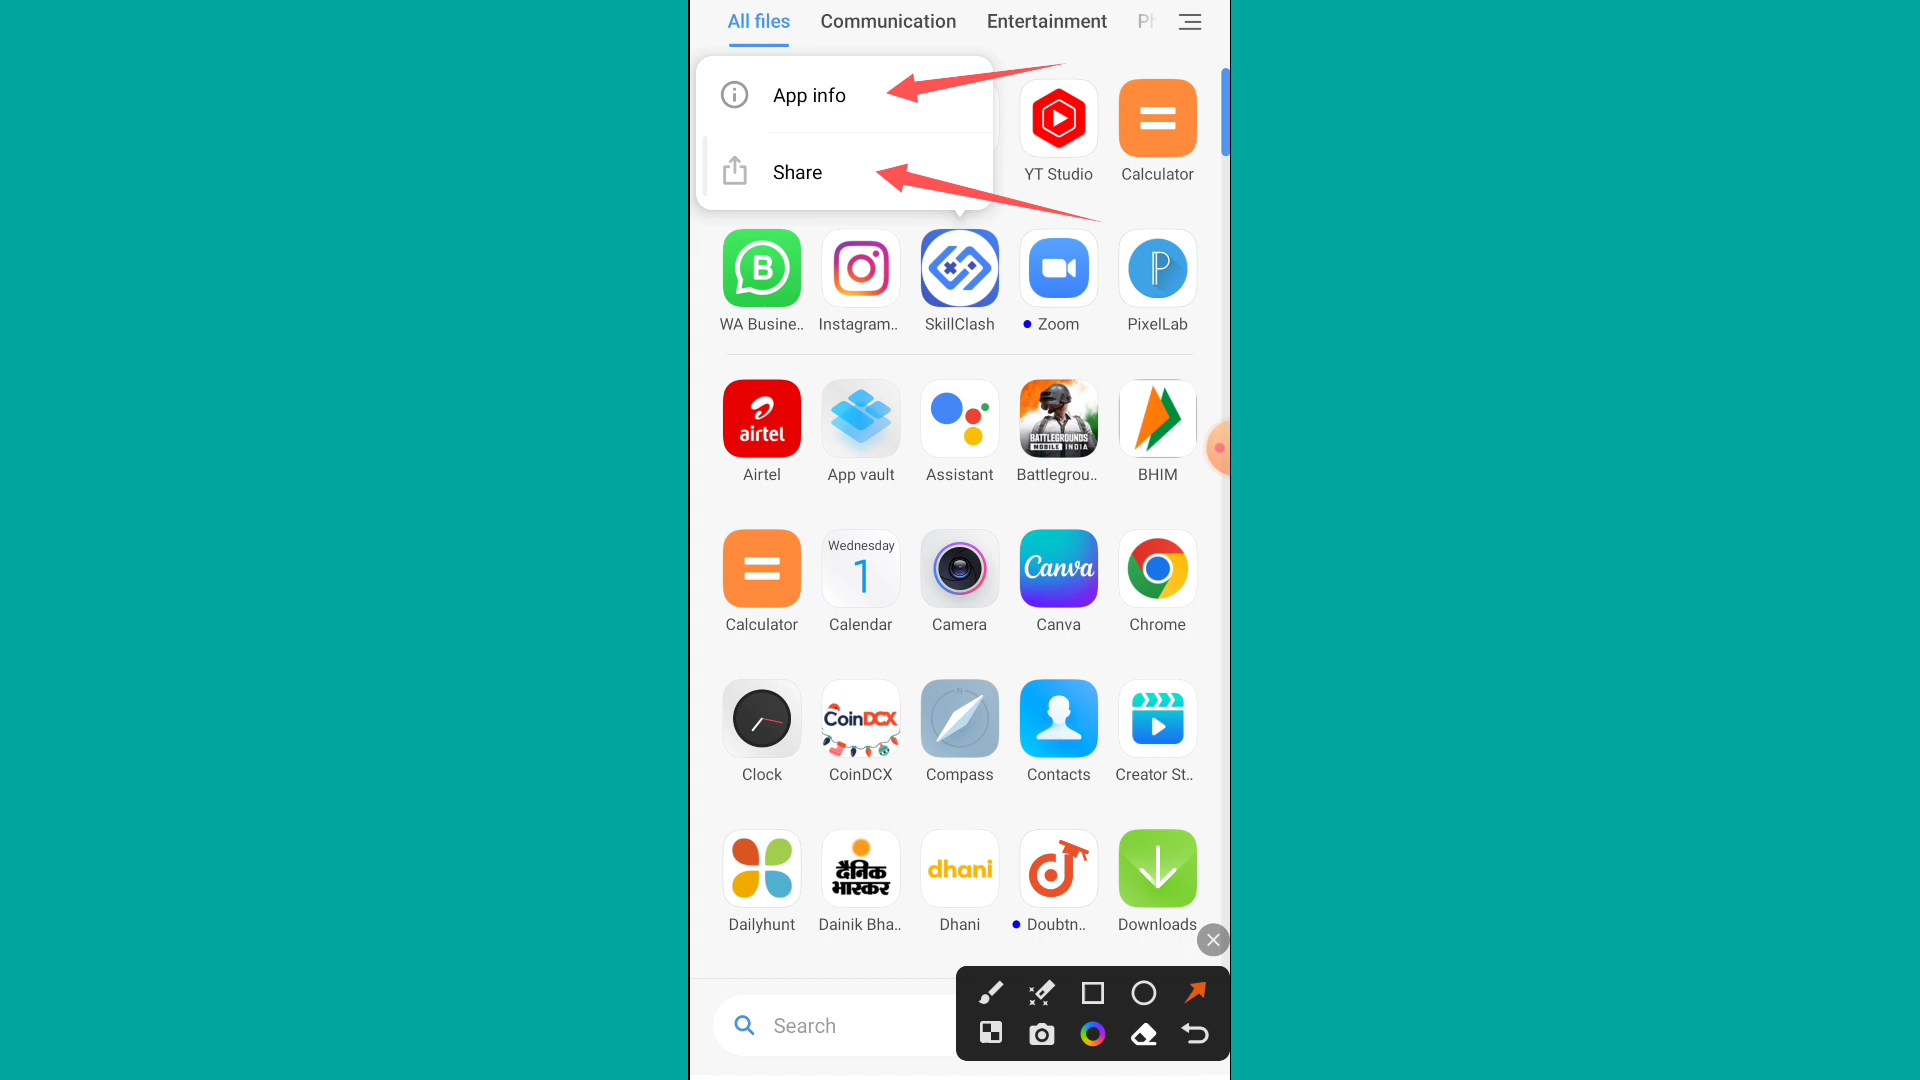 All files Communication Entertainment Ph
App info
Share
YT Studio Calculator
B
WA Busine.. Instagram.. SkillClash Zoom PixelLab
P
airtel
BATTLEGROUNDS
MOBILE INDIA
Airtel App vault Assistant Battlegrou.. BHIM
Wednesday
1
Canva
Calculator Calendar Camera Canva Chrome
N
CoinDCX
Clock CoinDCX Compass Contacts Creator St..
दैनिक
भास्कर
dhani
Dailyhunt Dainik Bha.. Dhani Doubtn.. Downloads
Search